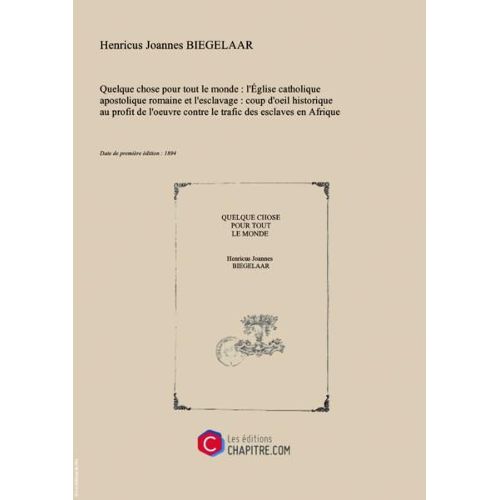 Henricus Joannes BIEGELAAR
Quelque chose pour tout le monde : l'Église catholique
apostolique romaine et l'esclavage : coup d'oeil historique
au profit de l'oeuvre contre le trafic des esclaves en Afrique
Date de première édition : 1894
QUELQUE CHOSE
POUR TOUT
LE MONDE
Henricus Joannes
BIEGELAAR
Les éditions
CHAPITRE.COM